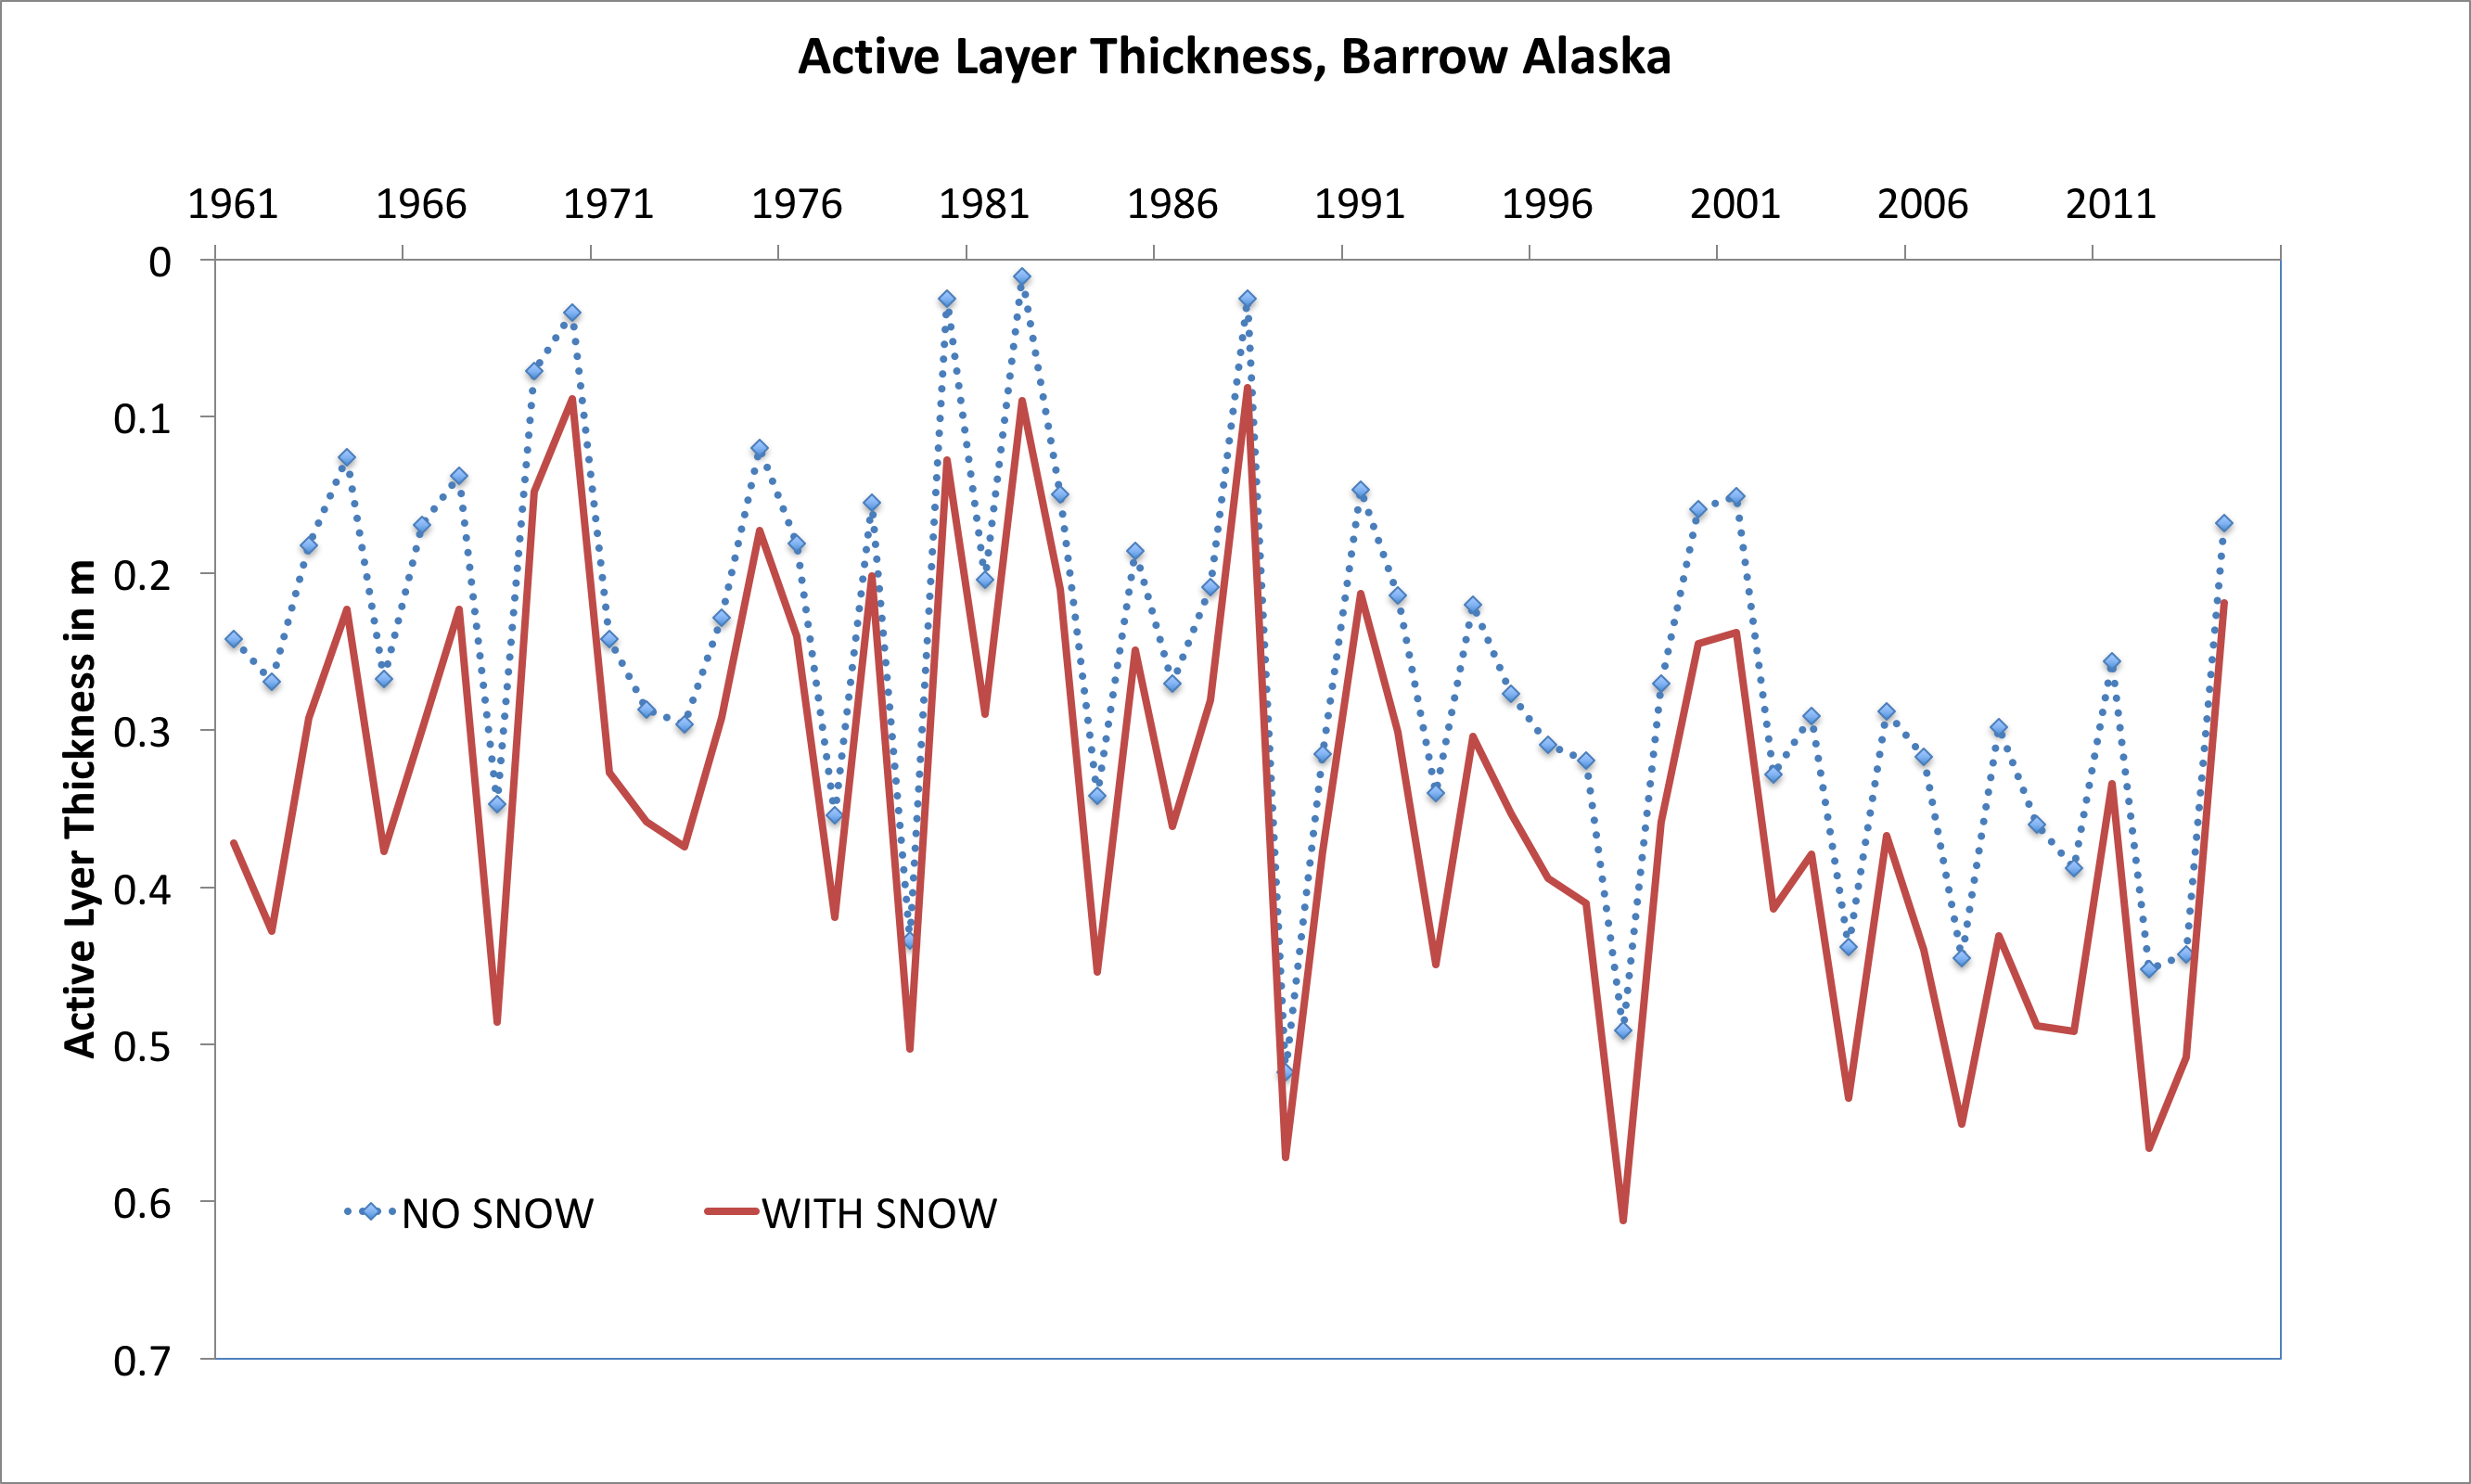 Active Layer Thickness, Barrow Alaska
1961 1966 1971 1976 1981 1986 1991 1996 2001 2006 2011
0
0.1
0.2
0.3
0.4
0.5
0.6
0.7
Active Lyer Thickness in m
NO SNOW WITH SNOW